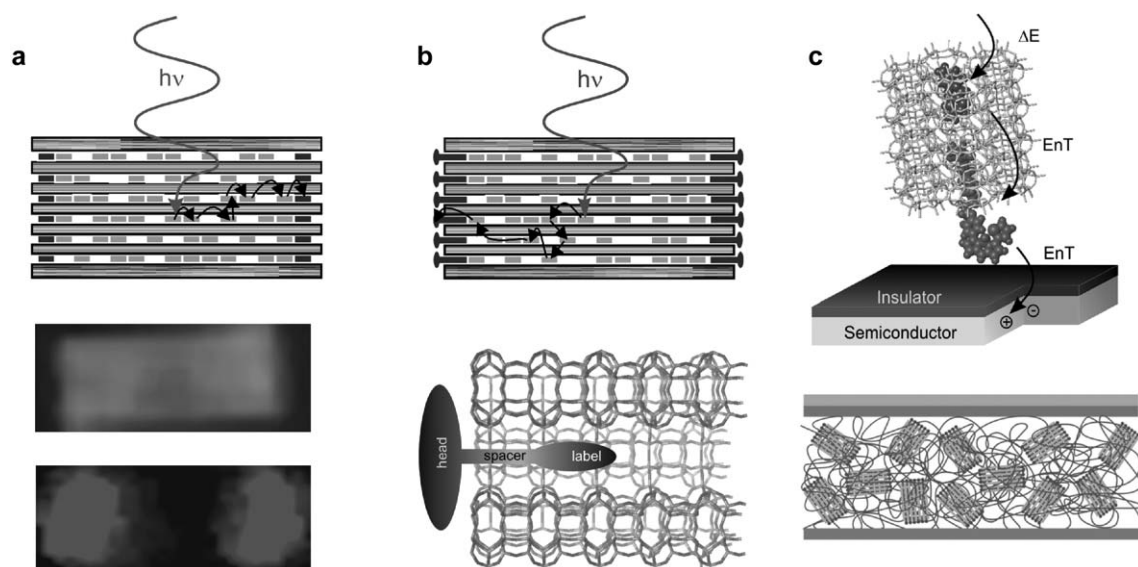 a
hν
b
hν
head
spacer
label
c
ΔE
EnT
EnT
Insulator
Semiconductor
+
-